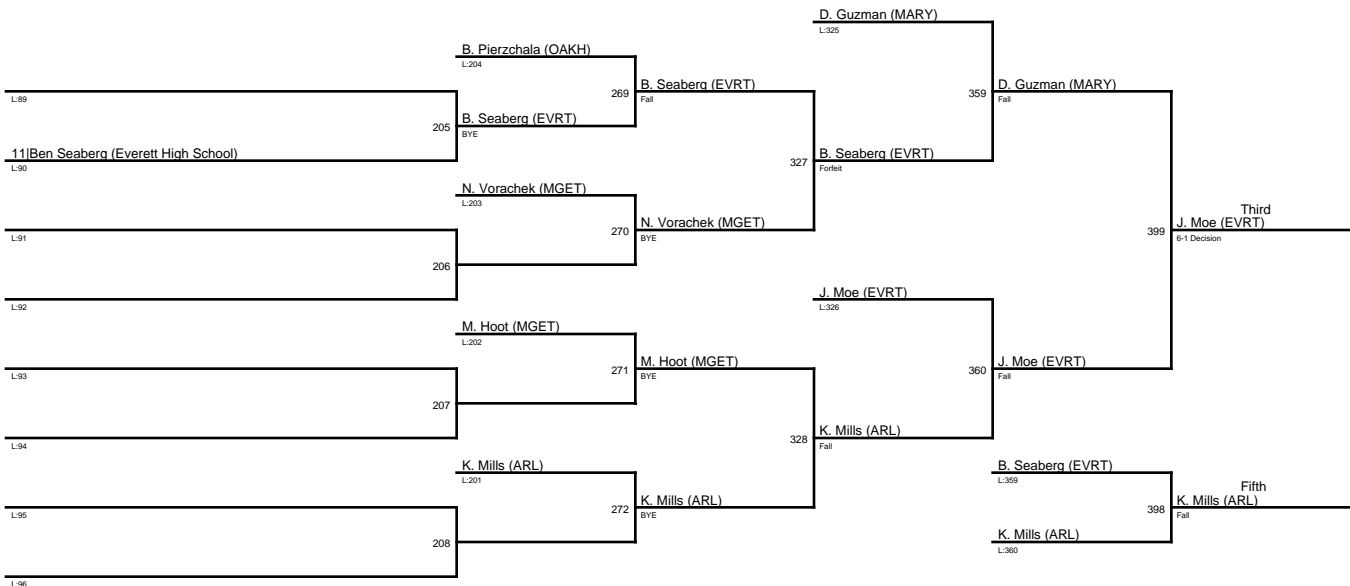 D. Guzman (MARY)
L:325
B. Pierzchala (OAKH)
L:204
269
B. Seaberg (EVRT)
Fall
359
D. Guzman (MARY)
Fall
L:89
205
B. Seaberg (EVRT)
BYE
11|Ben Seaberg (Everett High School)
L:90
327
B. Seaberg (EVRT)
Forfeit
N. Vorachek (MGET)
L:203
Third
270
N. Vorachek (MGET)
BYE
399
J. Moe (EVRT)
6-1 Decision
L:91
206
L:92
J. Moe (EVRT)
L:326
M. Hoot (MGET)
L:202
271
M. Hoot (MGET)
BYE
360
J. Moe (EVRT)
Fall
L:93
207
L:94
328
K. Mills (ARL)
Fall
K. Mills (ARL)
L:201
B. Seaberg (EVRT)
L:359
Fifth
272
K. Mills (ARL)
BYE
398
K. Mills (ARL)
Fall
L:95
208
K. Mills (ARL)
L:360
L:96